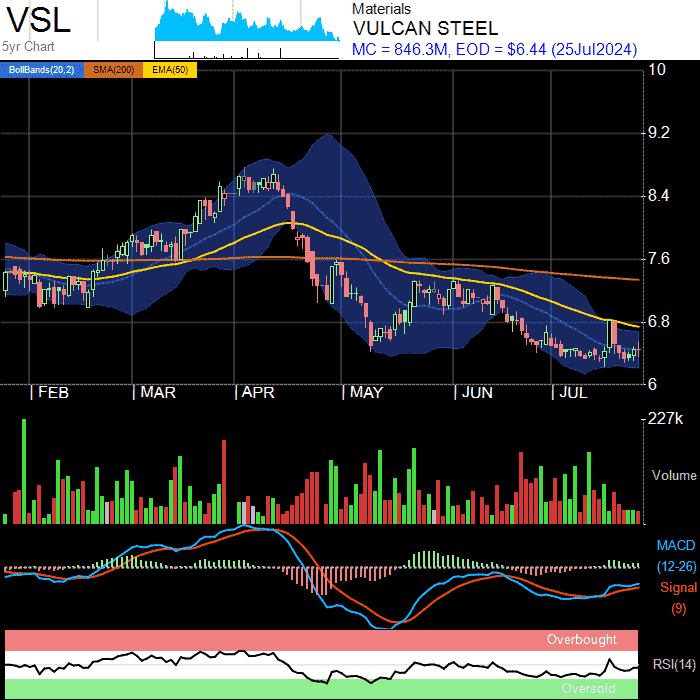 VSL
5yr Chart
Materials
VULCAN STEEL
MC = 846.3M, EOD = $6.44 (25Jul2024)
BollBands(20,2) SMA(200) EMA(50)
10
9.2
8.4
7.6
6.8
6
FEB MAR APR MAY JUN JUL
227k
Volume
MACD
(12-26)
Signal
(9)
Overbought
RSI(14)
Oversold